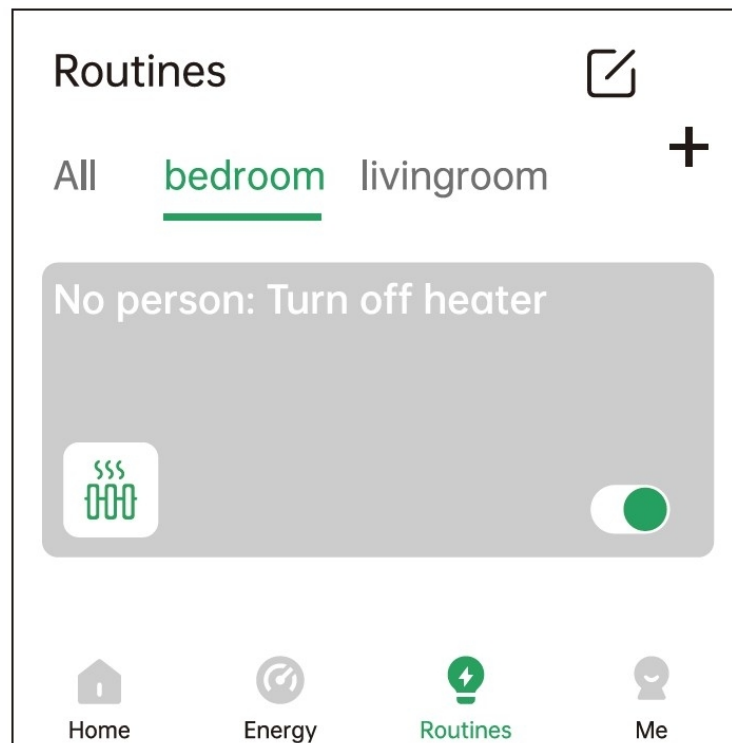 Routines
All bedroom livingroom
No person: Turn off heater
Home Energy Routines Me